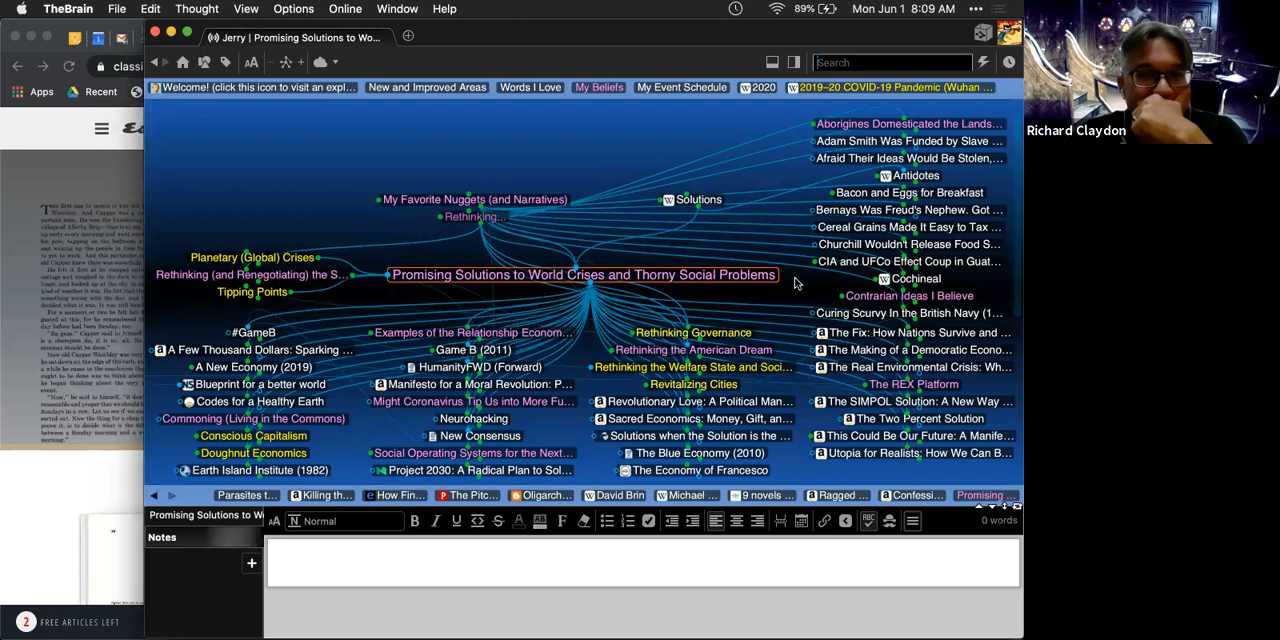 TheBrain File Edit Thought View Options Online Window Help 89% Mon Jun 1 8:09 AM
Jerry | Promising Solutions to Wo...
classi
Search
Apps Recent
Welcome! (click this icon to visit an expl... New and Improved Areas Words I Love My Beliefs My Event Schedule 2020 2019–20 COVID-19 Pandemic (Wuhan ...
Richard Claydon
Aborigines Domesticated the Lands...
Adam Smith Was Funded by Slave ...
Afraid Their Ideas Would Be Stolen,...
Antidotes
Bacon and Eggs for Breakfast
Bernays Was Freud's Nephew. Got ...
Cereal Grains Made It Easy to Tax ...
Churchill Wouldn't Release Food S...
CIA and UFCo Effect Coup in Guat...
Cochineal
Contrarian Ideas I Believe
Curing Scurvy In the British Navy (1...
My Favorite Nuggets (and Narratives)
Rethinking...
Solutions
Planetary (Global) Crises
Rethinking (and Renegotiating) the S...
Tipping Points
Promising Solutions to World Crises and Thorny Social Problems
#GameB
A Few Thousand Dollars: Sparking ...
A New Economy (2019)
Blueprint for a better world
Codes for a Healthy Earth
Commoning (Living in the Commons)
Conscious Capitalism
Doughnut Economics
Earth Island Institute (1982)
Examples of the Relationship Econom...
Game B (2011)
HumanityFWD (Forward)
Manifesto for a Moral Revolution: P...
Might Coronavirus Tip Us into More Fu...
Neurohacking
New Consensus
Social Operating Systems for the Next...
Project 2030: A Radical Plan to Sol...
Rethinking Governance
Rethinking the American Dream
Rethinking the Welfare State and Soci...
Revitalizing Cities
Revolutionary Love: A Political Man...
Sacred Economics: Money, Gift, an...
Solutions when the Solution is the ...
The Blue Economy (2010)
The Economy of Francesco
The Fix: How Nations Survive and ...
The Making of a Democratic Econo...
The Real Environmental Crisis: Wh...
The REX Platform
The SIMPOL Solution: A New Way ...
The Two Percent Solution
This Could Be Our Future: A Manife...
Utopia for Realists: How We Can B...
Parasites t... Killing th... How Fin... The Pitc... Oligarch... David Brin Michael ... 9 novels ... Ragged ... Confessi... Promising ...
Promising Solutions to W
Normal
0 words
Notes
2 FREE ARTICLES LEFT